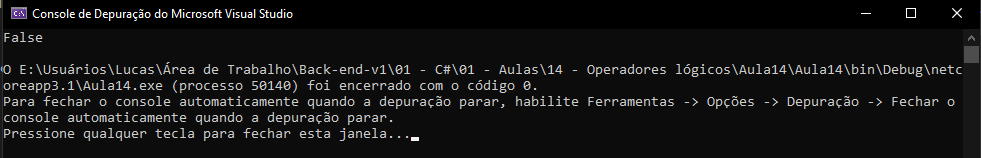 Console de Depuração do Microsoft Visual Studio
False
O E:\Usuários\Lucas\Área de Trabalho\Back-end-v1\01 - C#\01 - Aulas\14 - Operadores lógicos\Aula14\Aula14\bin\Debug\netc
oreapp3.1\Aula14.exe (processo 50140) foi encerrado com o código 0.
Para fechar o console automaticamente quando a depuração parar, habilite Ferramentas -> Opções -> Depuração -> Fechar o
console automaticamente quando a depuração parar.
Pressione qualquer tecla para fechar esta janela...